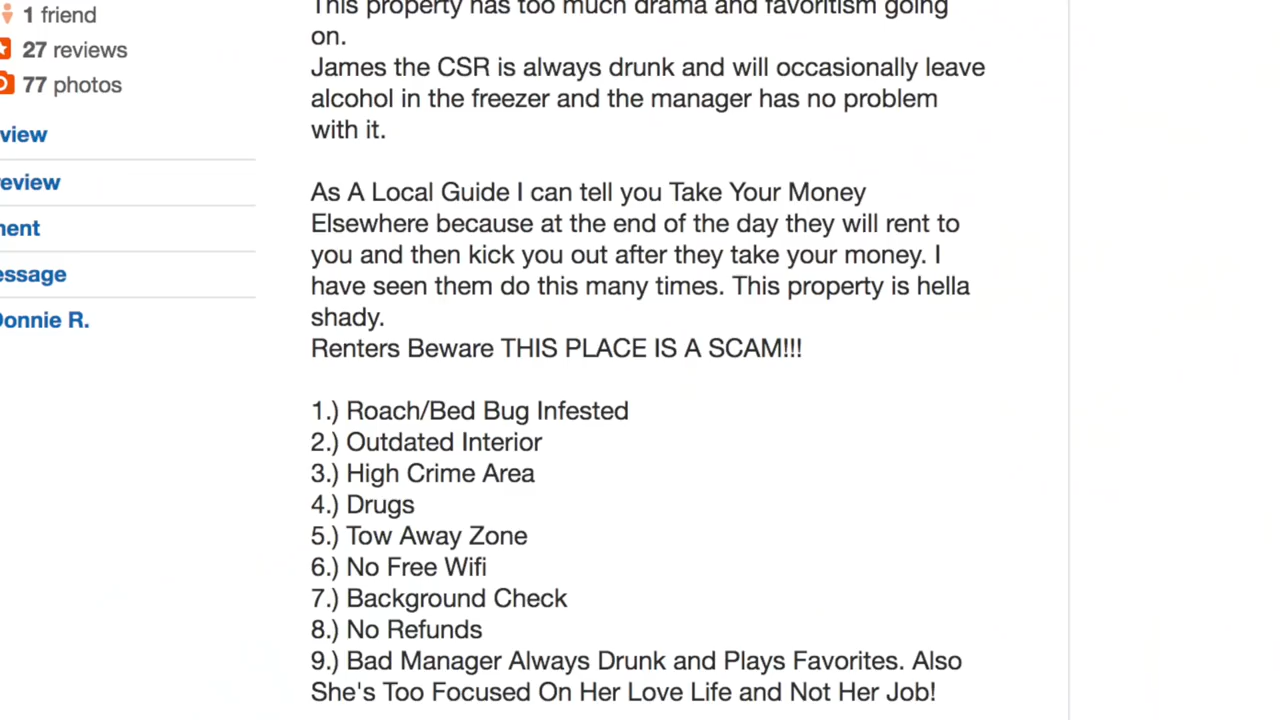 1 friend
27 reviews
77 photos
view
eview
ment
essage
Donnie R.
This property has too much drama and favoritism going
on.
James the CSR is always drunk and will occasionally leave
alcohol in the freezer and the manager has no problem
with it.
As A Local Guide I can tell you Take Your Money
Elsewhere because at the end of the day they will rent to
you and then kick you out after they take your money. I
have seen them do this many times. This property is hella
shady.
Renters Beware THIS PLACE IS A SCAM!!!
1.) Roach/Bed Bug Infested
2.) Outdated Interior
3.) High Crime Area
4.) Drugs
5.) Tow Away Zone
6.) No Free Wifi
7.) Background Check
8.) No Refunds
9.) Bad Manager Always Drunk and Plays Favorites. Also
She's Too Focused On Her Love Life and Not Her Job!